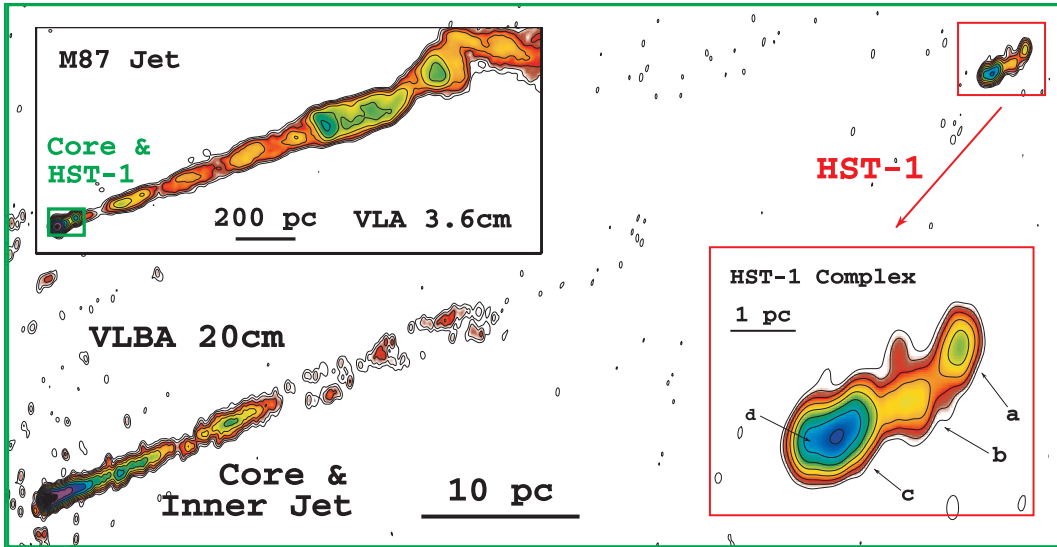 M87 Jet
Core &
HST-1
200 pc
VLA 3.6cm
HST-1
VLBA 20cm
Core &
Inner Jet
10 pc
HST-1 Complex
1 pc
a
b
c
d